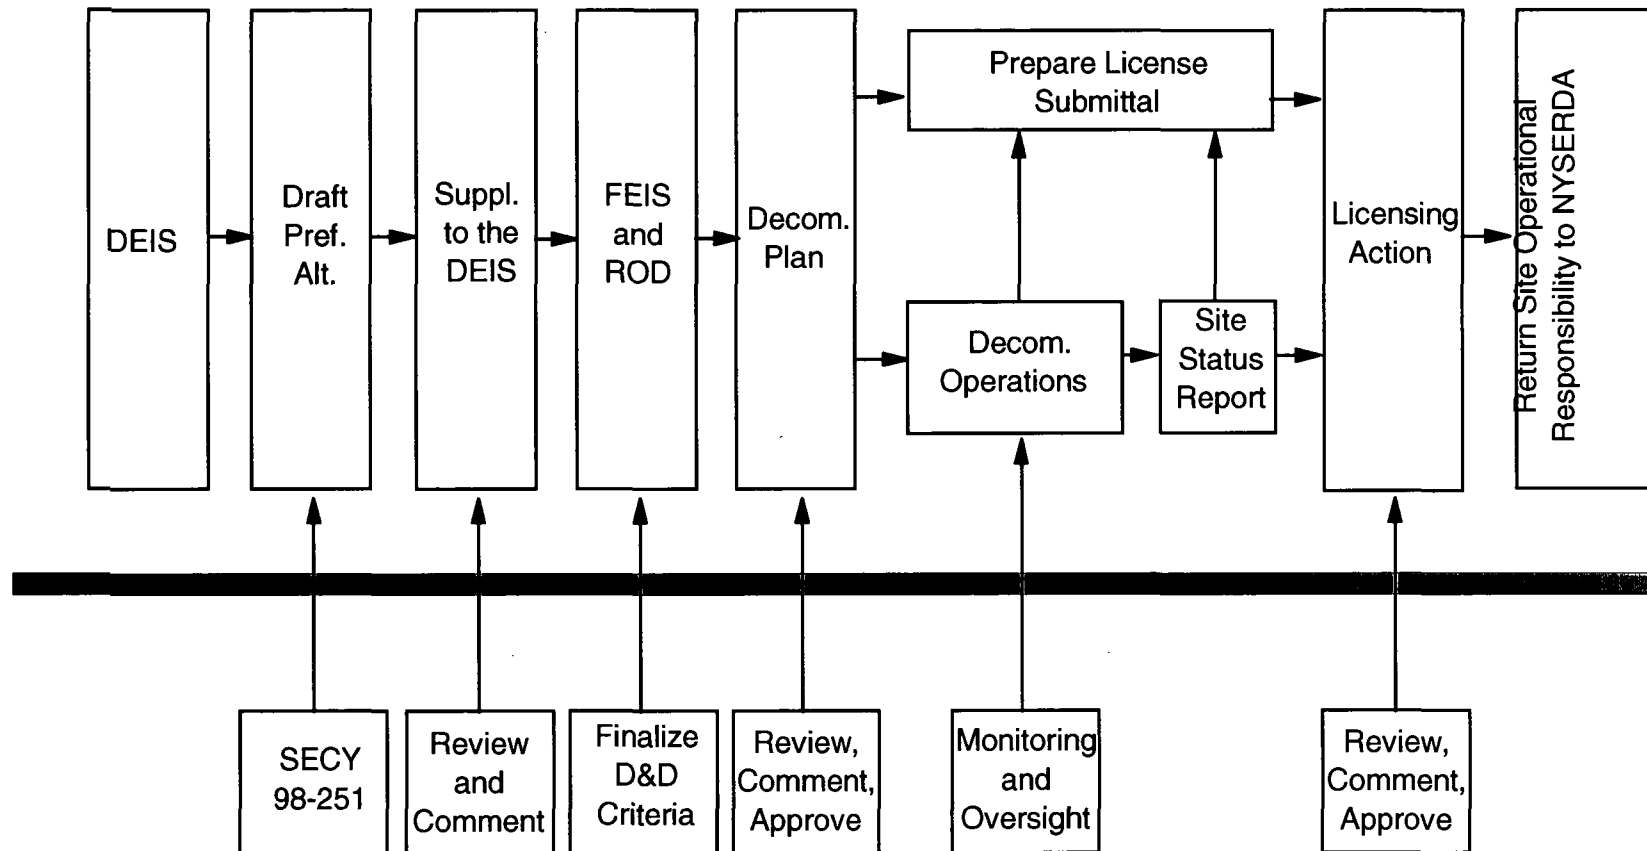 DEIS
Draft
Pref.
Alt.
Suppl.
to the
DEIS
FEIS
and
ROD
Decom.
Plan
Prepare License
Submittal
Decom.
Operations
Site
Status
Report
Licensing
Action
Return Site Operational
Responsibility to NYSERDA
SECY
98-251
Review
and
Comment
Finalize
D&D
Criteria
Review,
Comment,
Approve
Monitoring
and
Oversight
Review,
Comment,
Approve